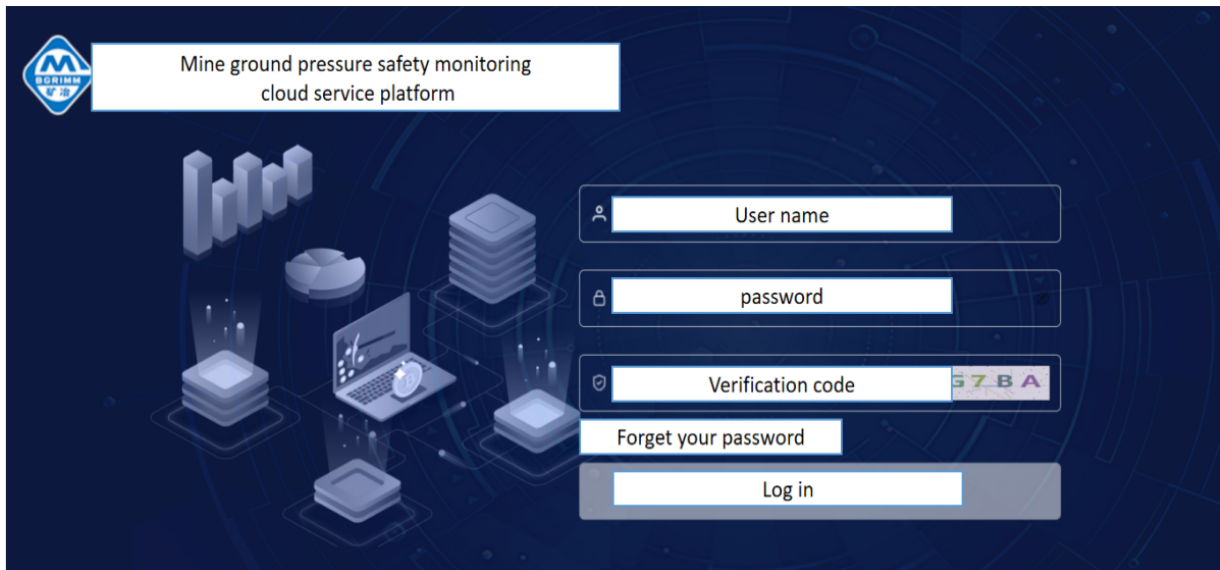 BGRIMM
矿冶
Mine ground pressure safety monitoring
cloud service platform
User name
password
Verification code
G7BA
Forget your password
Log in